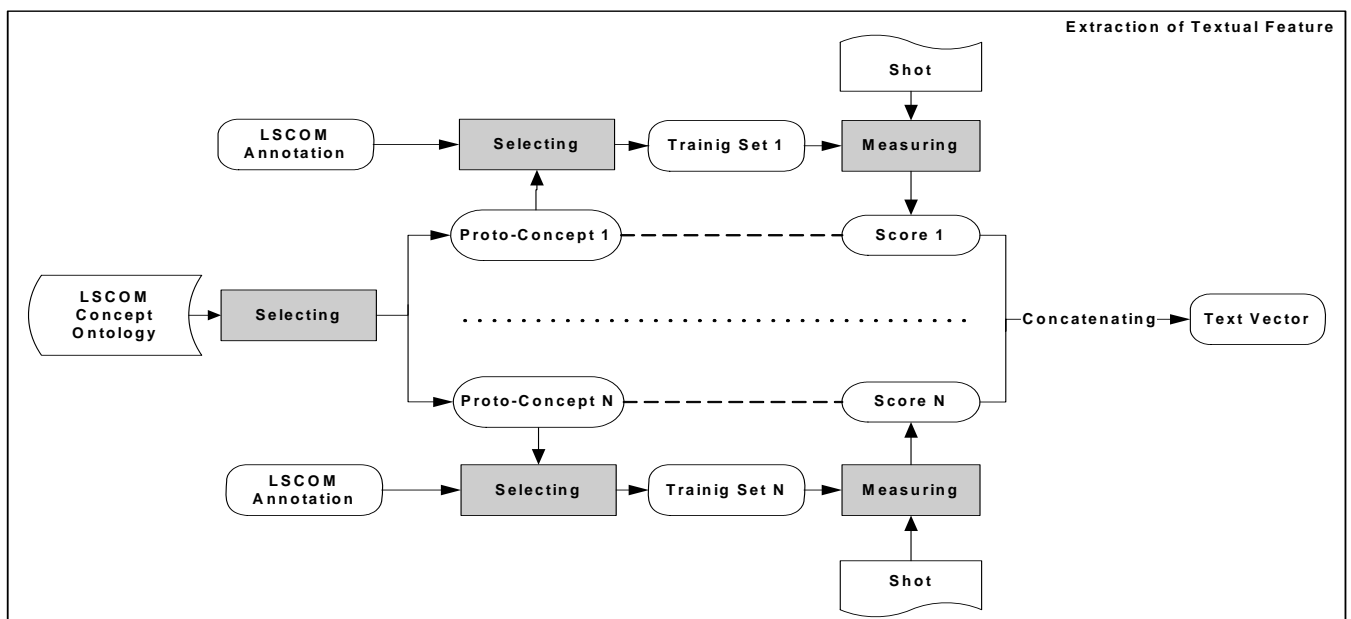 Extraction of Textual Feature
Shot
LSCOM
Annotation
Selecting
Trainig Set 1
Measuring
Proto-Concept 1
Score 1
LSCOM
Concept
Ontology
Selecting
Concatenating
Text Vector
Proto-Concept N
Score N
LSCOM
Annotation
Selecting
Trainig Set N
Measuring
Shot